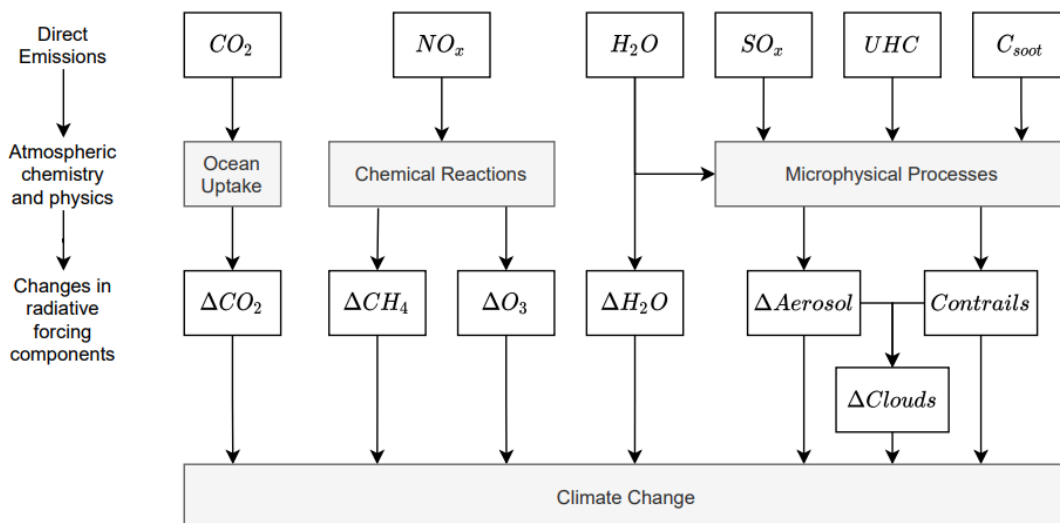 Direct
Emissions
CO₂
NOₓ
H₂O
SOₓ
UHC
C_soot
Atmospheric
chemistry
and physics
Ocean
Uptake
Chemical Reactions
Microphysical Processes
Changes in
radiative
forcing
components
ΔCO₂
ΔCH₄
ΔO₃
ΔH₂O
ΔAerosol
Contrails
ΔClouds
Climate Change